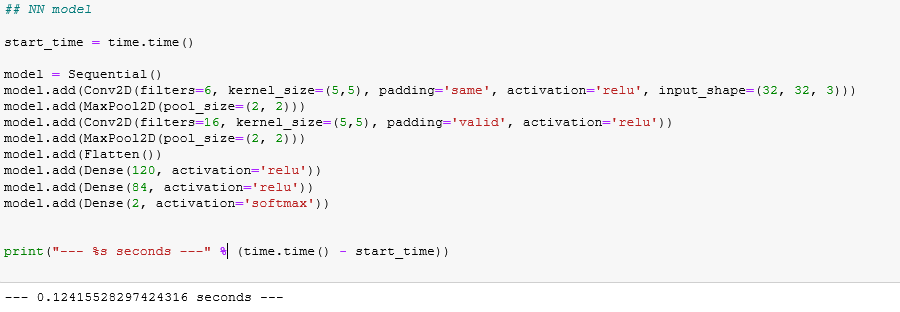 ## NN model
start_time = time.time()
model = Sequential()
model.add(Conv2D(filters=6, kernel_size=(5,5), padding='same', activation='relu', input_shape=(32, 32, 3)))
model.add(MaxPool2D(pool_size=(2, 2)))
model.add(Conv2D(filters=16, kernel_size=(5,5), padding='valid', activation='relu'))
model.add(MaxPool2D(pool_size=(2, 2)))
model.add(Flatten())
model.add(Dense(120, activation='relu'))
model.add(Dense(84, activation='relu'))
model.add(Dense(2, activation='softmax'))
print("--- %s seconds ---" % (time.time() - start_time))
--- 0.12415528297424316 seconds ---